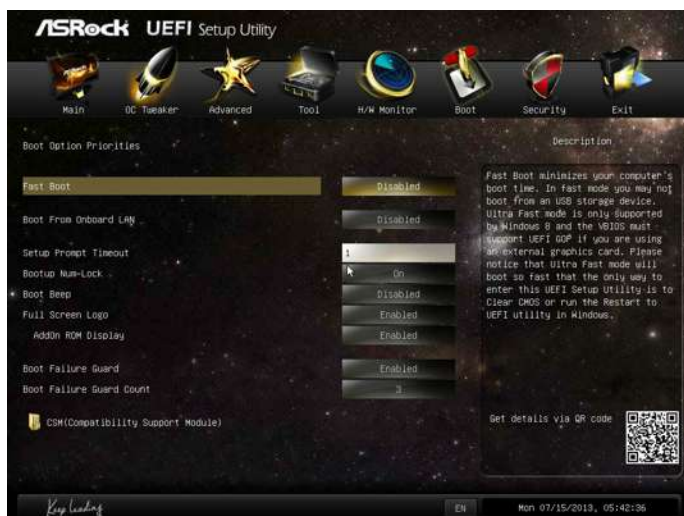 ASRock UEFI Setup Utility
Main OC Tweaker Advanced Tool H/W Monitor Boot Security Exit
Boot Option Priorities
Fast Boot Disabled
Boot From Onboard LAN Disabled
Setup Prompt Timeout 1
Bootup Num-Lock On
Boot Beep Disabled
Full Screen Logo Enabled
AddOn ROM Display Enabled
Boot Failure Guard Enabled
Boot Failure Guard Count 3
CSM(Compatibility Support Module)
Description
Fast Boot minimizes your computer's
boot time. In fast mode you may not
boot from an USB storage device.
Ultra Fast mode is only supported
by Windows 8 and the VBIOS must
support UEFI GOP if you are using
an external graphics card. Please
notice that Ultra Fast mode will
boot so fast that the only way to
enter this UEFI Setup Utility is to
Clear CMOS or run the Restart to
UEFI utility in Windows.
Get details via QR code
Keep Leading
EN
Mon 07/15/2013, 05:42:36